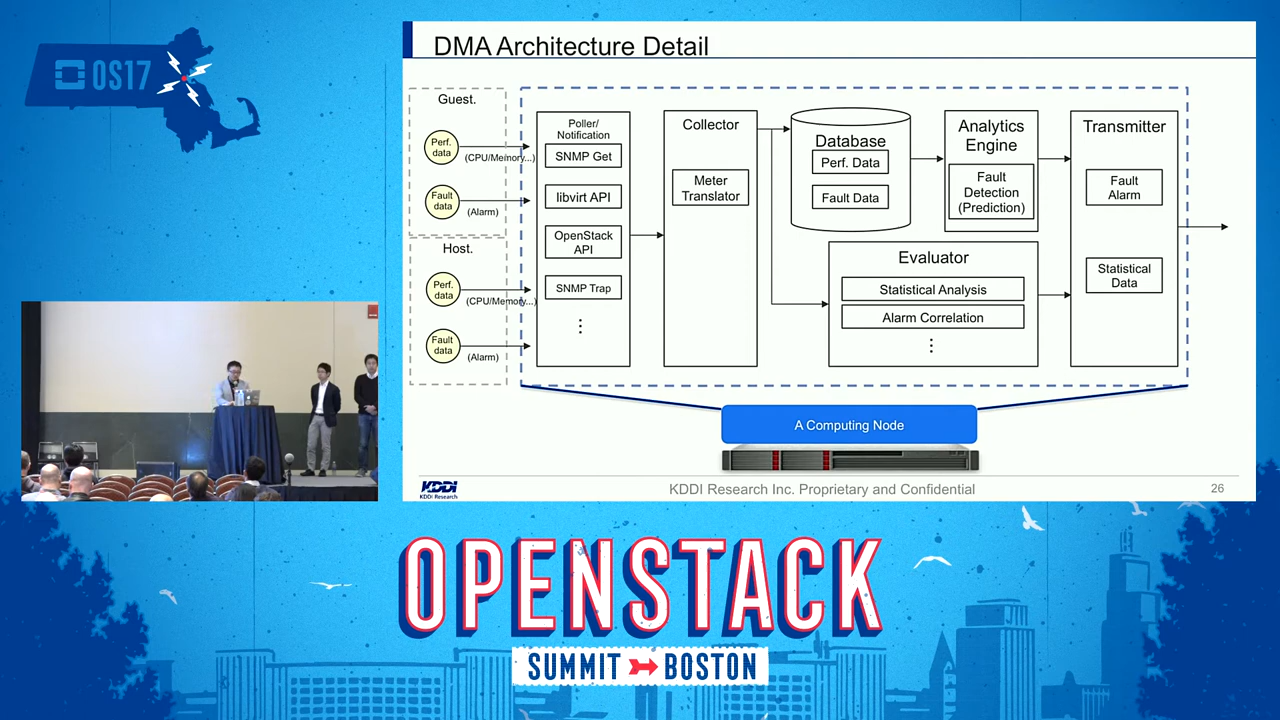 OS17
DMA Architecture Detail
Guest.
Perf.
data
(CPU/Memory...)
Fault
data
(Alarm)
Host.
Perf.
data
(CPU/Memory...)
Fault
data
(Alarm)
Poller/
Notification
SNMP Get
libvirt API
OpenStack
API
SNMP Trap
⋮
Collector
Meter
Translator
Database
Perf. Data
Fault Data
Analytics
Engine
Fault
Detection
(Prediction)
Evaluator
Statistical Analysis
Alarm Correlation
⋮
Transmitter
Fault
Alarm
Statistical
Data
A Computing Node
KDDI
KDDI Research
KDDI Research Inc. Proprietary and Confidential
26
OPENSTACK
SUMMIT BOSTON